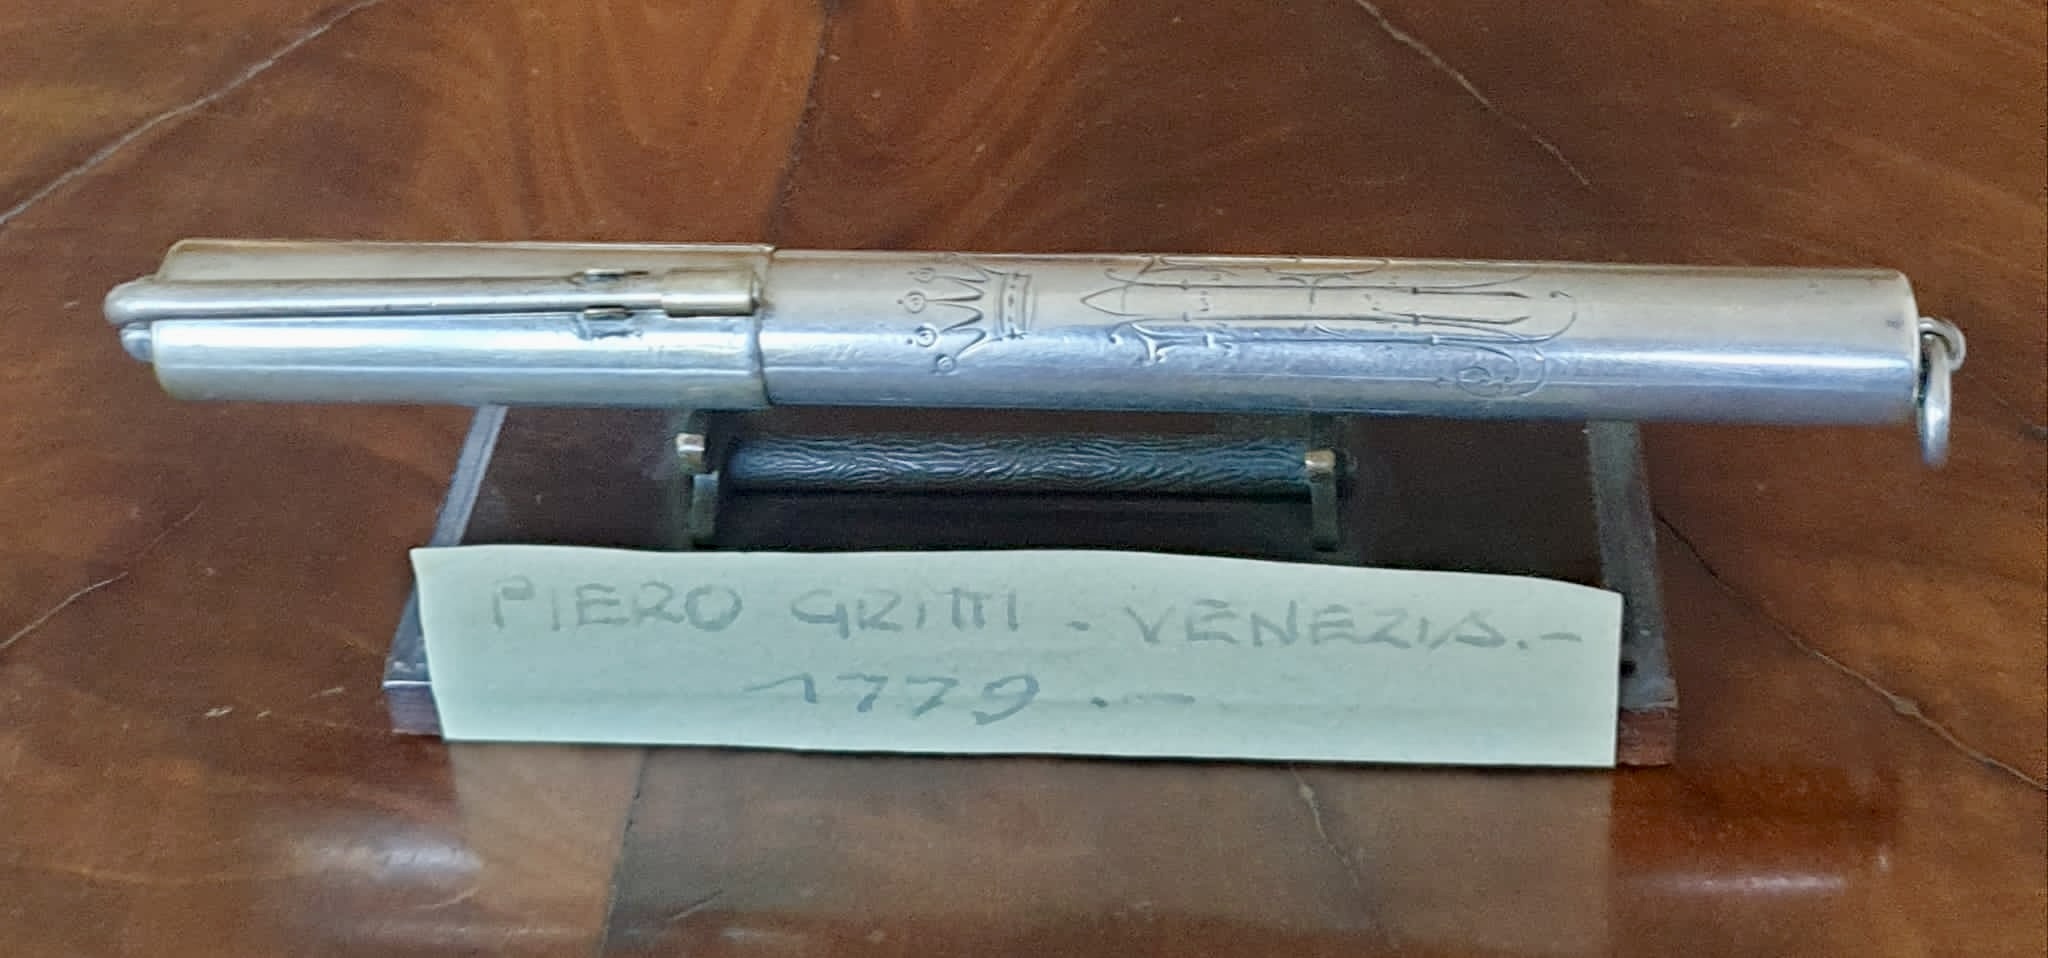 PIERO GRITTI . VENEZIA.-
1779.-